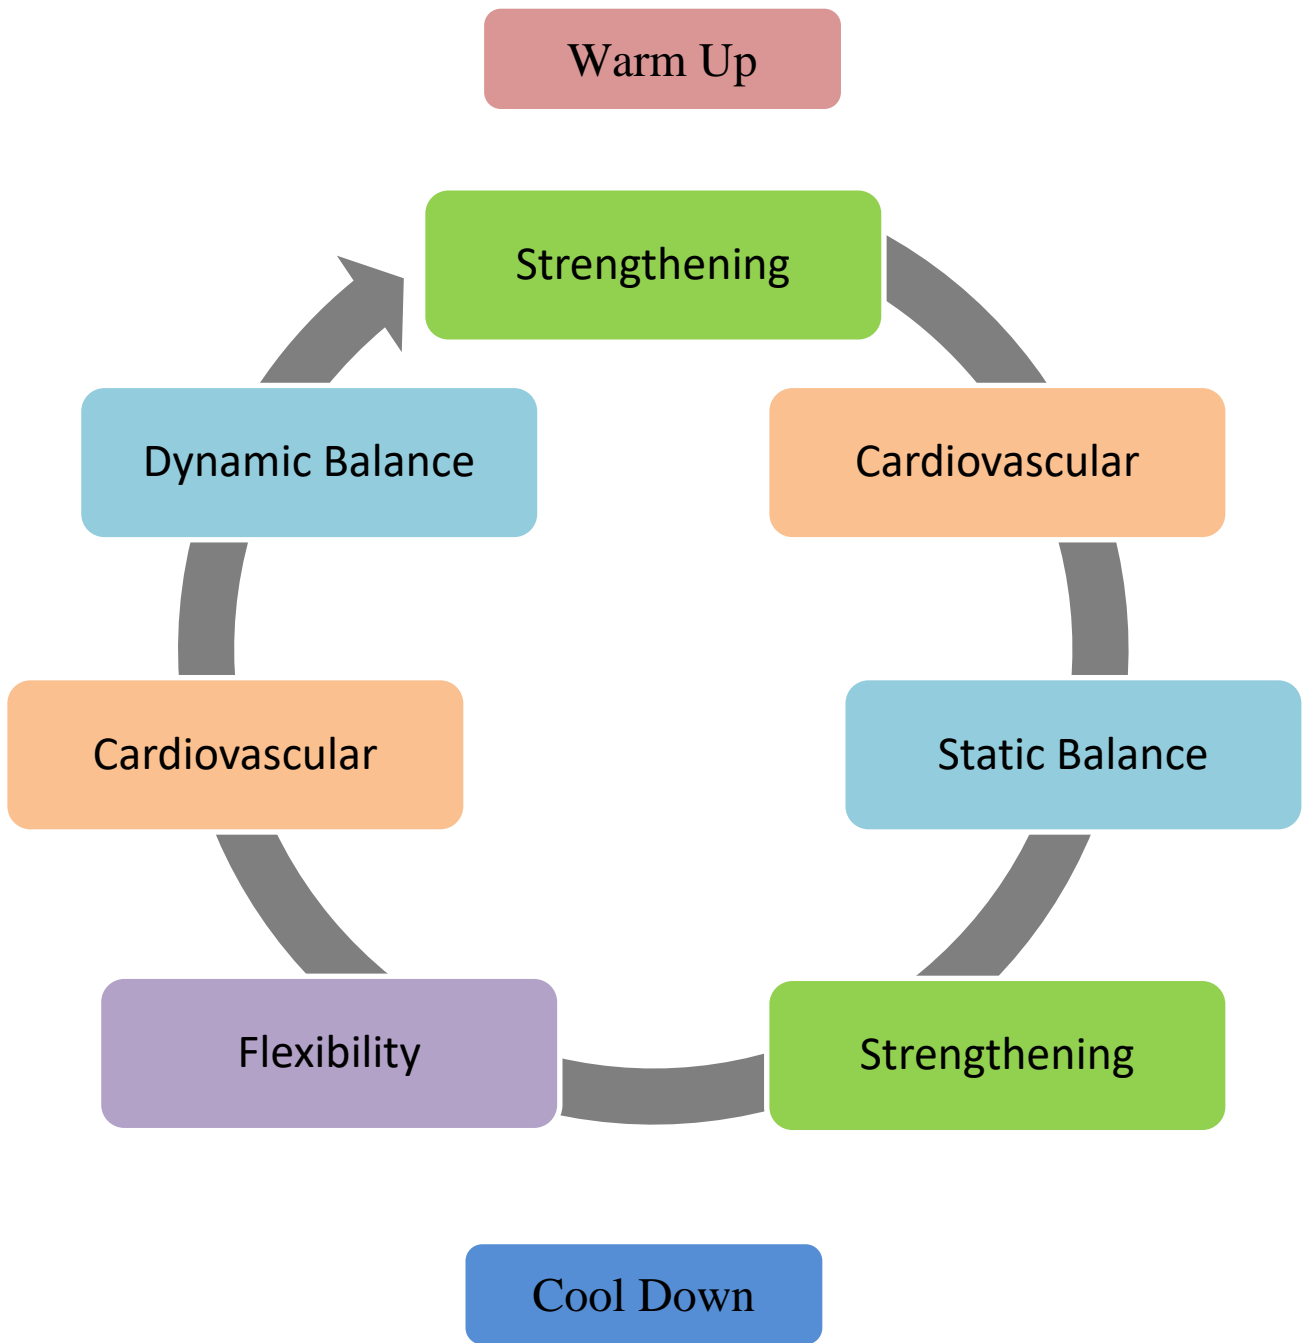 Warm Up
Strengthening
Cardiovascular
Static Balance
Strengthening
Flexibility
Cardiovascular
Dynamic Balance
Cool Down